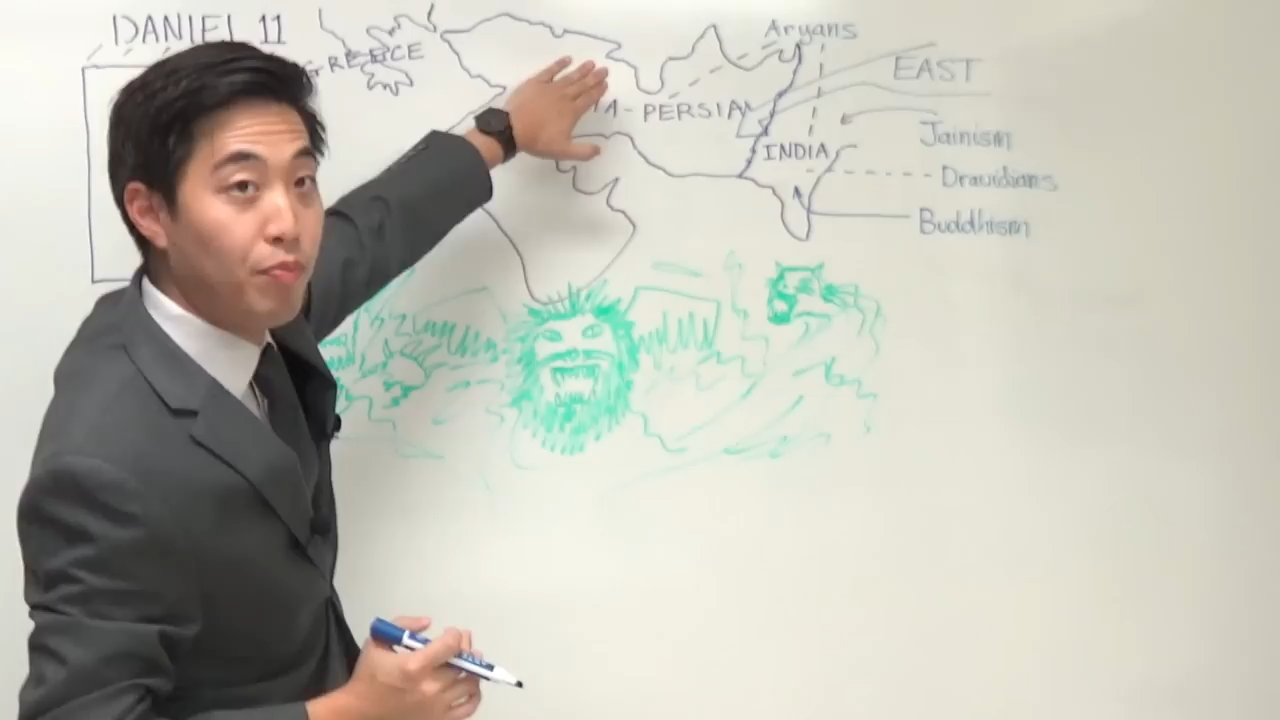 DANIEL 11
GREECE
Aryans
EAST
A-PERSIA
Jainism
INDIA
Dravidians
Buddhism